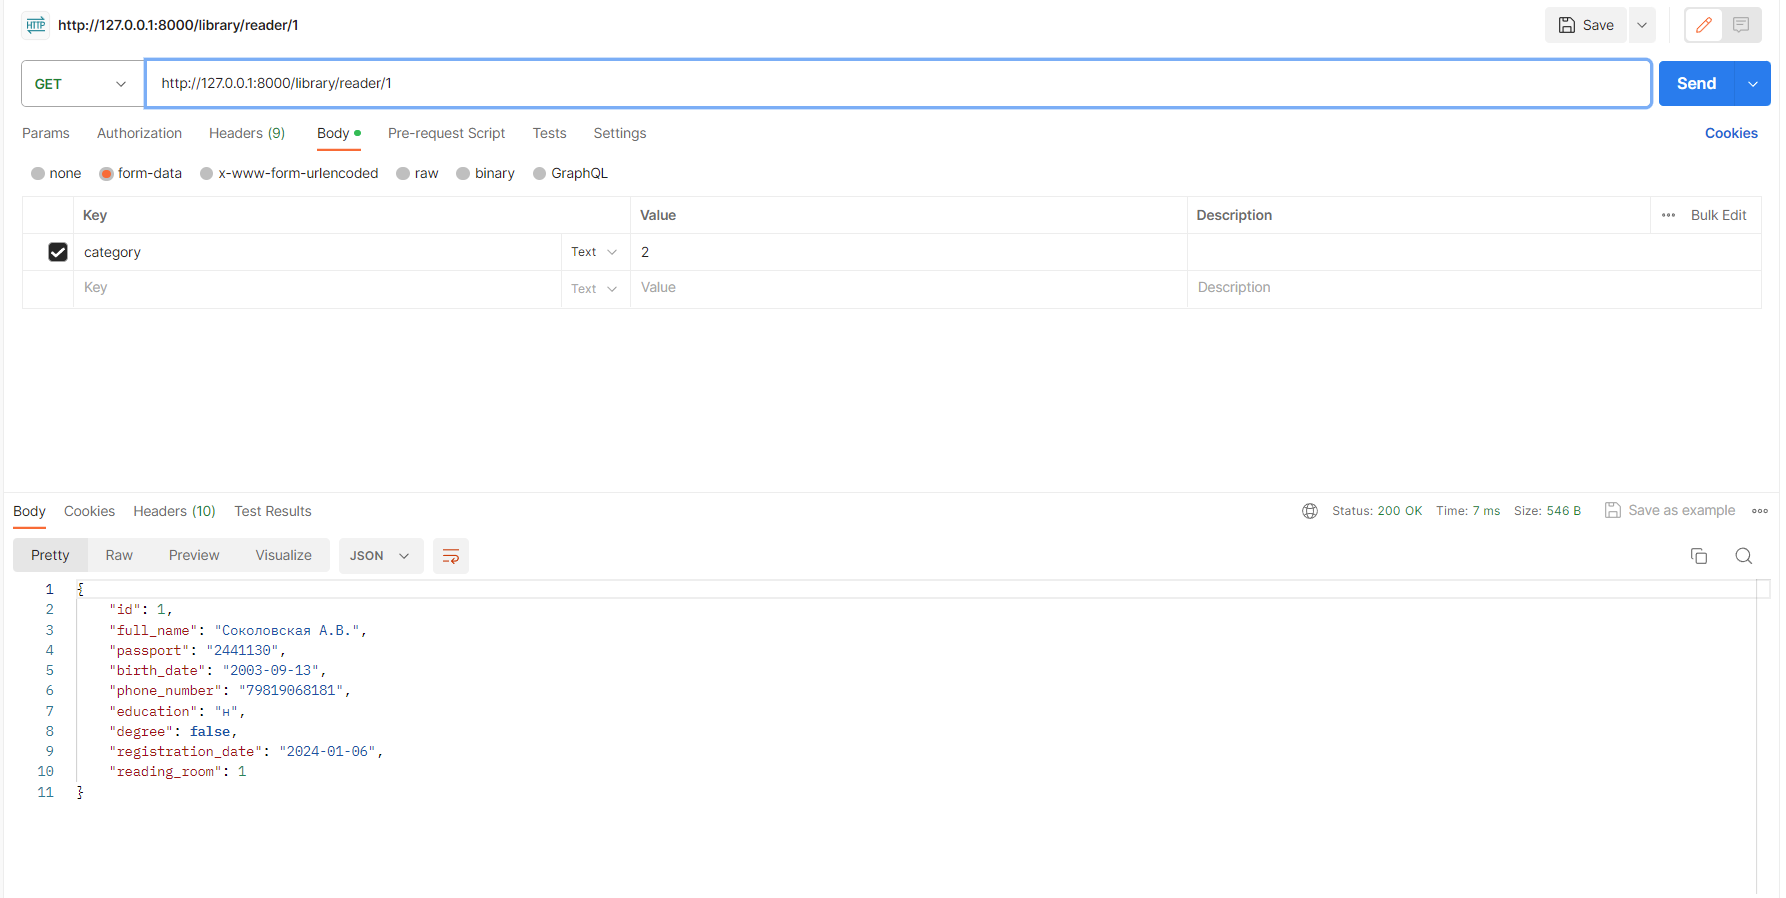 HTTP http://127.0.0.1:8000/library/reader/1 Save
GET http://127.0.0.1:8000/library/reader/1 Send
Params Authorization Headers (9) Body Pre-request Script Tests Settings Cookies
none form-data x-www-form-urlencoded raw binary GraphQL
Key Value Description ••• Bulk Edit
category Text 2
Key Text Value Description
Body Cookies Headers (10) Test Results Status: 200 OK Time: 7 ms Size: 546 B Save as example
Pretty Raw Preview Visualize JSON
1 {
2 "id": 1,
3 "full_name": "Соколовская А.В.",
4 "passport": "2441130",
5 "birth_date": "2003-09-13",
6 "phone_number": "79819068181",
7 "education": "н",
8 "degree": false,
9 "registration_date": "2024-01-06",
10 "reading_room": 1
11 }